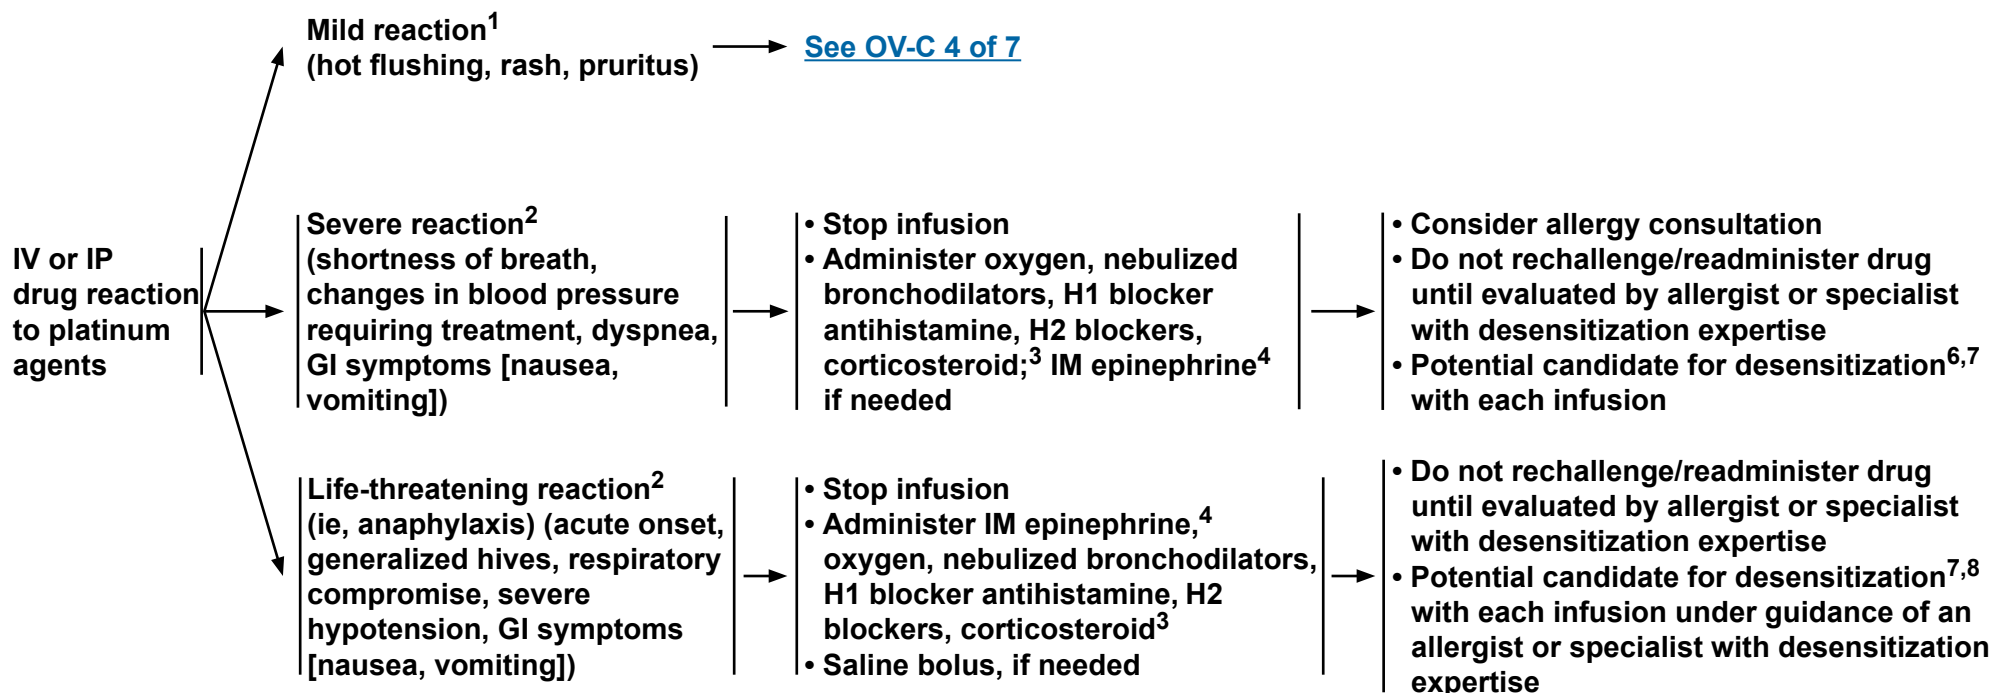 Mild reaction1
(hot flushing, rash, pruritus)
See OV-C 4 of 7
IV or IP
drug reaction
to platinum
agents
Severe reaction2
(shortness of breath,
changes in blood pressure
requiring treatment, dyspnea,
GI symptoms [nausea,
vomiting])
• Stop infusion
• Administer oxygen, nebulized
bronchodilators, H1 blocker
antihistamine, H2 blockers,
corticosteroid;3 IM epinephrine4
if needed
• Consider allergy consultation
• Do not rechallenge/readminister drug
until evaluated by allergist or specialist
with desensitization expertise
• Potential candidate for desensitization6,7
with each infusion
Life-threatening reaction2
(ie, anaphylaxis) (acute onset,
generalized hives, respiratory
compromise, severe
hypotension, GI symptoms
[nausea, vomiting])
• Stop infusion
• Administer IM epinephrine,4
oxygen, nebulized bronchodilators,
H1 blocker antihistamine, H2
blockers, corticosteroid3
• Saline bolus, if needed
• Do not rechallenge/readminister drug
until evaluated by allergist or specialist
with desensitization expertise
• Potential candidate for desensitization7,8
with each infusion under guidance of an
allergist or specialist with desensitization
expertise